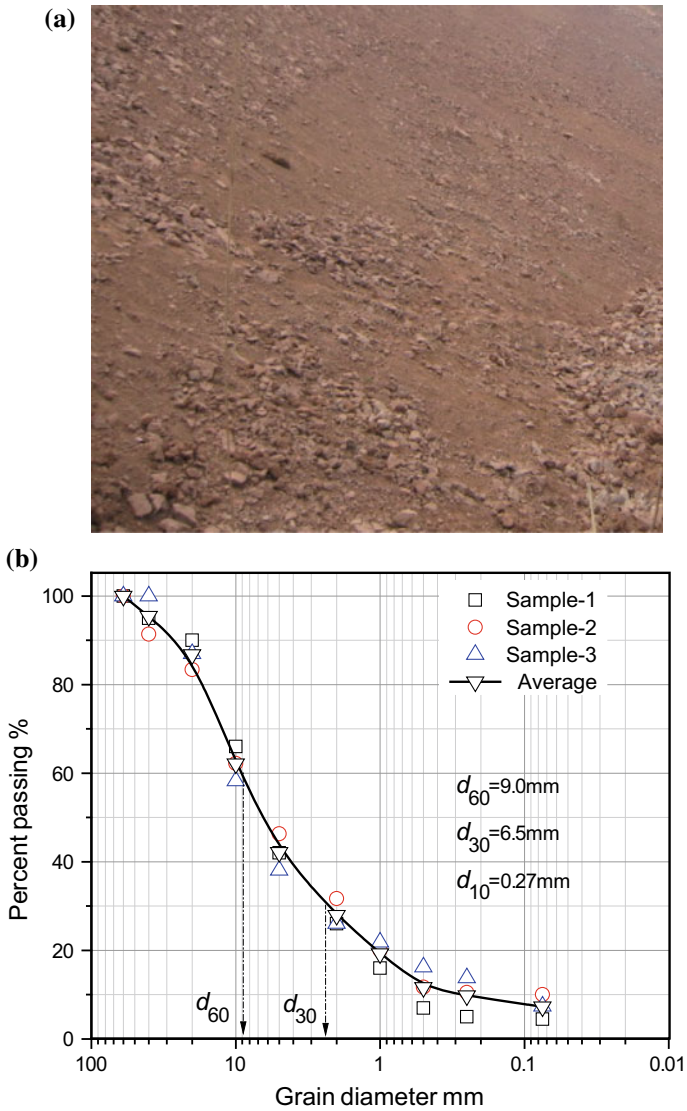 (a)
(b)
100
80
60
40
20
0
Percent passing %
Sample-1
Sample-2
Sample-3
Average
d60=9.0mm
d30=6.5mm
d10=0.27mm
d60
d30
100
10
1
0.1
0.01
Grain diameter mm